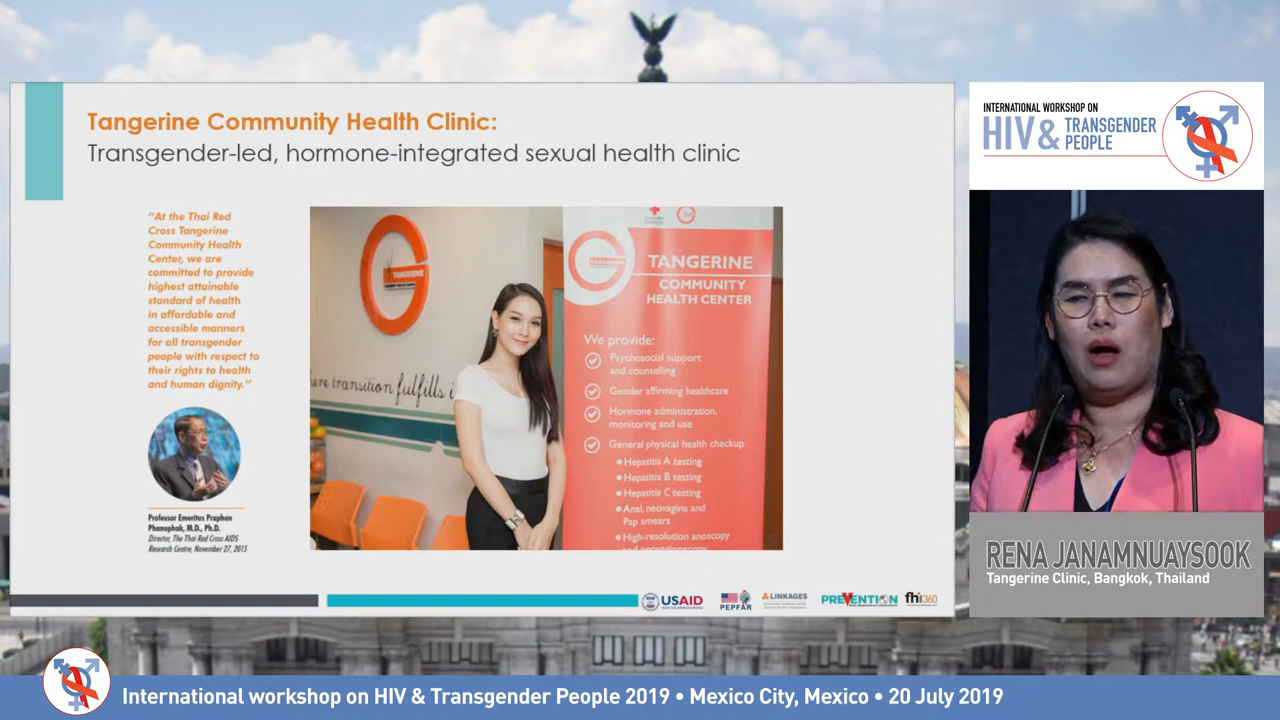 Tangerine Community Health Clinic:
Transgender-led, hormone-integrated sexual health clinic
"At the Thai Red
Cross Tangerine
Community Health
Center, we are
committed to provide
highest attainable
standard of health
in affordable and
accessible manners
for all transgender
people with respect to
their rights to health
and human dignity."
Professor Emeritus Praphan
Phanuphak, M.D., Ph.D.
Director, The Thai Red Cross AIDS
Research Centre, November 27, 2015
TANGERINE
here transition fulfills i
TANGERINE
COMMUNITY
HEALTH CENTER
We provide:
Psychosocial support
and counselling
Gender affirming healthcare
Hormone administration,
monitoring and use
General physical health checkup
Hepatitis A testing
Hepatitis B testing
Hepatitis C testing
Anal, neovagina and
Pap smears
High-resolution anoscopy
and neovaginoscopy
USAID
PEPFAR
LINKAGES
PREVENTION
fhi360
INTERNATIONAL WORKSHOP ON
HIV & TRANSGENDER
PEOPLE
RENA JANAMNUAYSOOK
Tangerine Clinic, Bangkok, Thailand
International workshop on HIV & Transgender People 2019 • Mexico City, Mexico • 20 July 2019